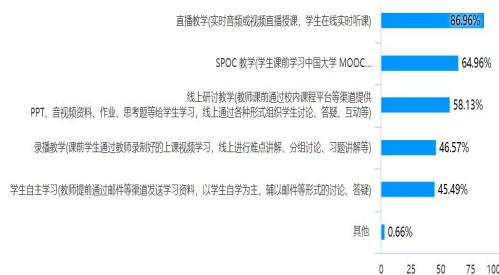 直播教学(实时音频或视频直播授课，学生在线实时听课)
86.96%
SPOC 教学(学生课前学习中国大学 MOOC...
64.96%
线上研讨教学(教师课前通过校内课程平台等渠道提供
PPT、音视频资料、作业、思考题等给学生学习，线上通过各种形式组织学生讨论、答疑、互动等)
58.13%
录播教学(课前学生通过教师录制好的上课视频学习，线上进行难点讲解、分组讨论、习题讲解等)
46.57%
学生自主学习(教师提前通过邮件等渠道发送学习资料，以学生自学为主，辅以邮件等形式的讨论、答疑)
45.49%
其他
0.66%
0 25 50 75 100